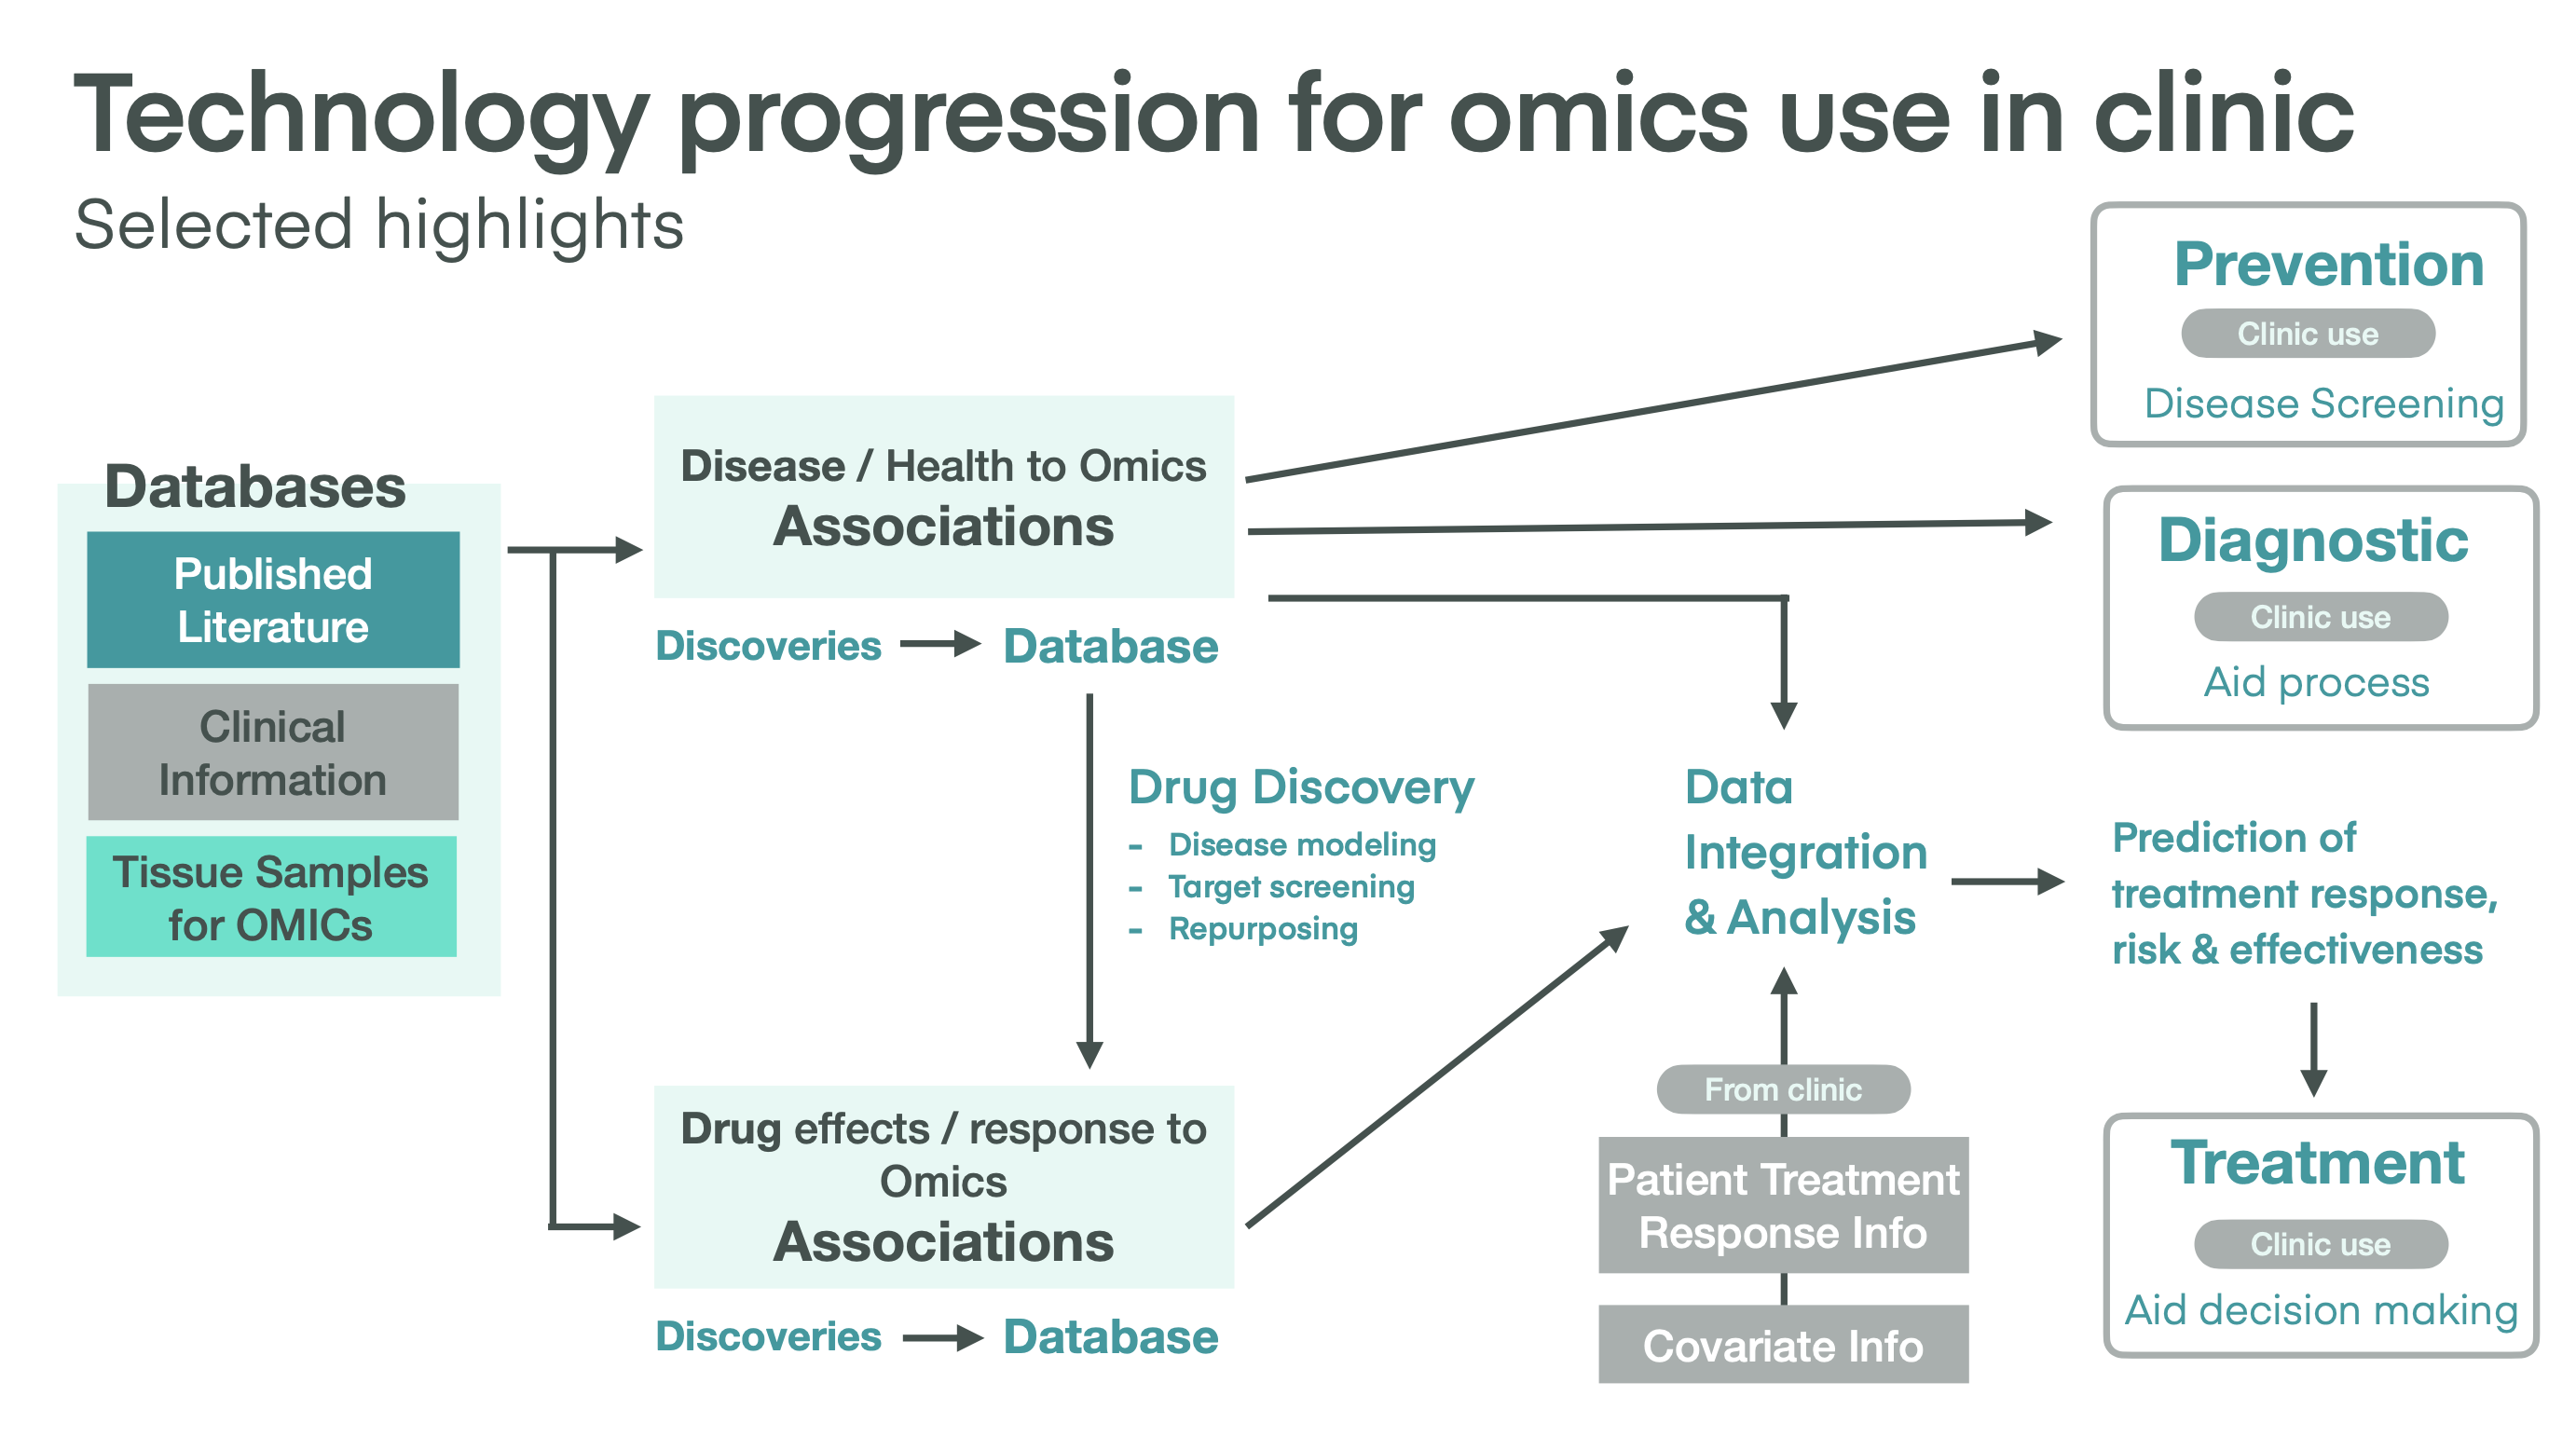 Technology progression for omics use in clinic
Selected highlights
Databases
Published
Literature
Clinical
Information
Tissue Samples
for OMICs
Disease / Health to Omics
Associations
Discoveries
Database
Drug Discovery
- Disease modeling
- Target screening
- Repurposing
Drug effects / response to
Omics
Associations
Discoveries
Database
Data
Integration
& Analysis
From clinic
Patient Treatment
Response Info
Covariate Info
Prevention
Clinic use
Disease Screening
Diagnostic
Clinic use
Aid process
Prediction of
treatment response,
risk & effectiveness
Treatment
Clinic use
Aid decision making